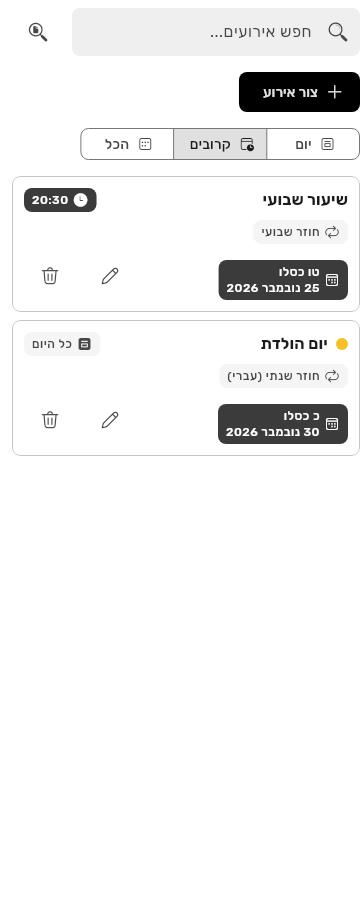 חפש אירועים...
צור אירוע
יום
קרובים
הכל
שיעור שבועי
20:30
חוזר שבועי
טו כסלו
25 נובמבר 2026
יום הולדת
כל היום
חוזר שנתי (עברי)
כ כסלו
30 נובמבר 2026